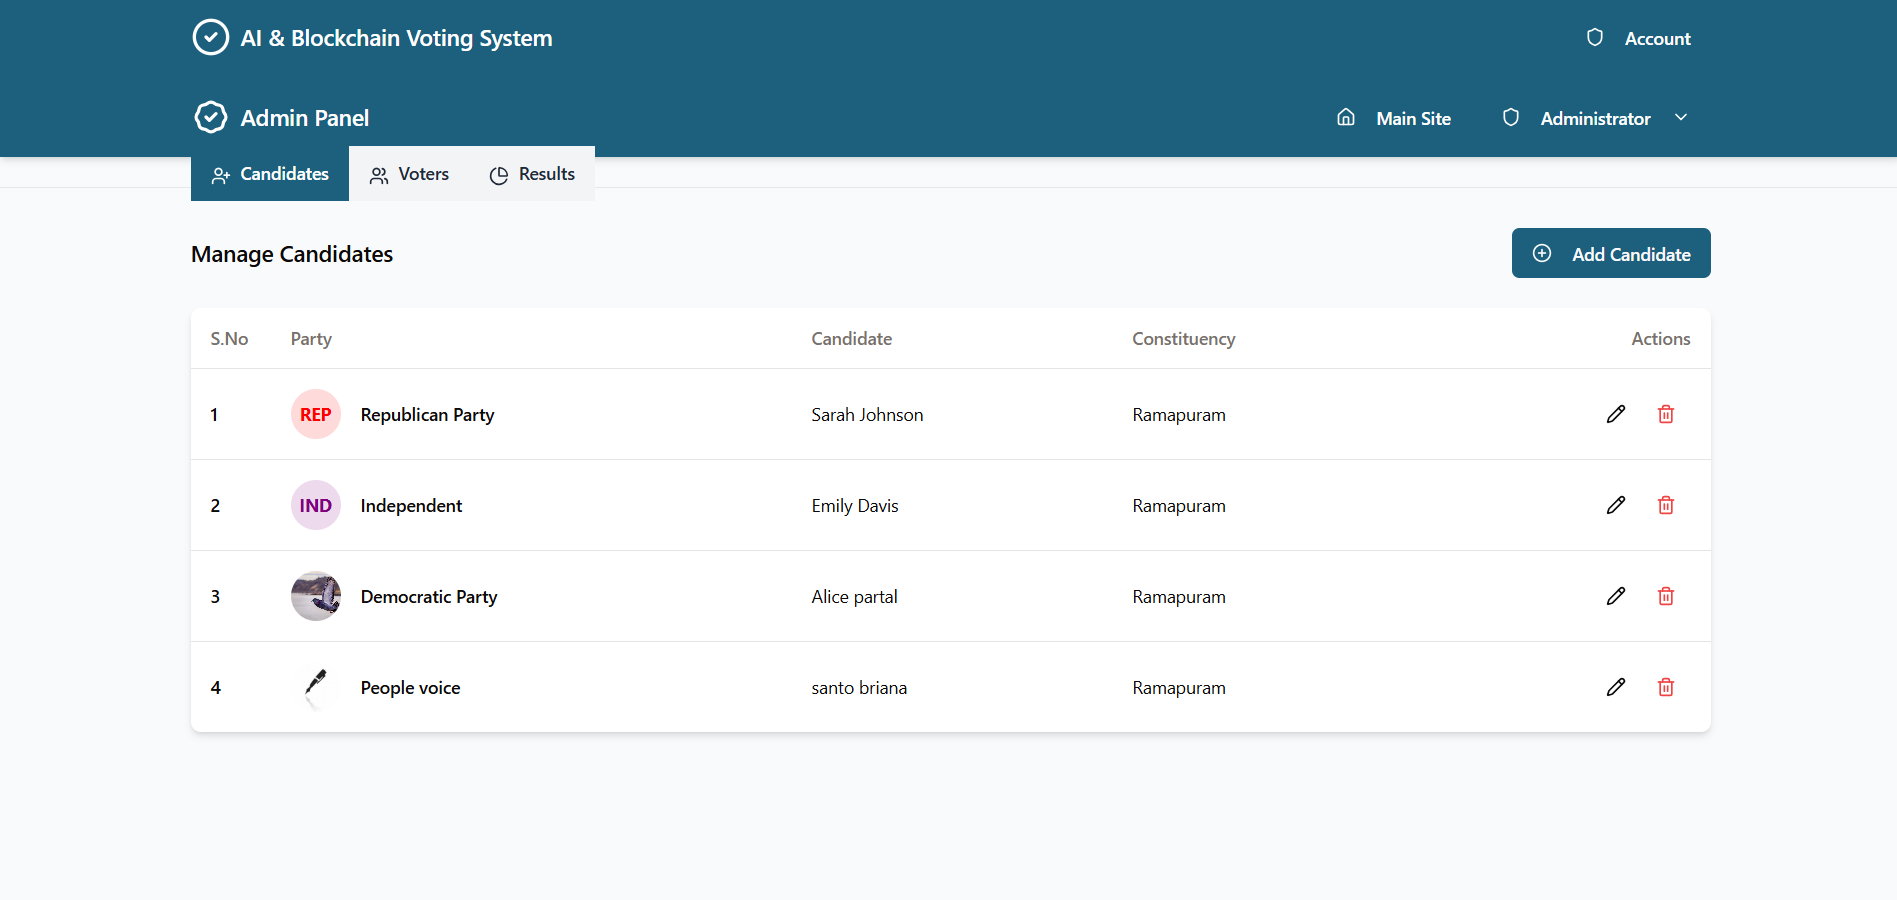 AI & Blockchain Voting System
Account
Admin Panel
Main Site
Administrator
Candidates
Voters
Results
Manage Candidates
Add Candidate
S.No Party Candidate Constituency Actions
1 REP Republican Party Sarah Johnson Ramapuram
2 IND Independent Emily Davis Ramapuram
3 Democratic Party Alice partal Ramapuram
4 People voice santo briana Ramapuram